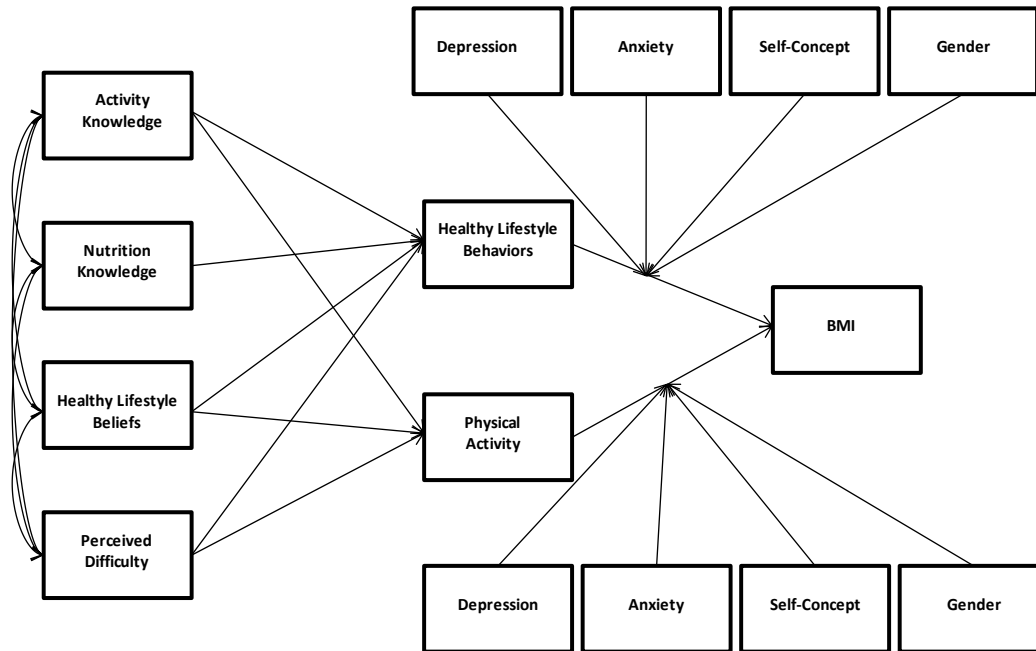 Depression
Anxiety
Self-Concept
Gender
Activity
Knowledge
Nutrition
Knowledge
Healthy Lifestyle
Beliefs
Perceived
Difficulty
Healthy Lifestyle
Behaviors
Physical
Activity
BMI
Depression
Anxiety
Self-Concept
Gender